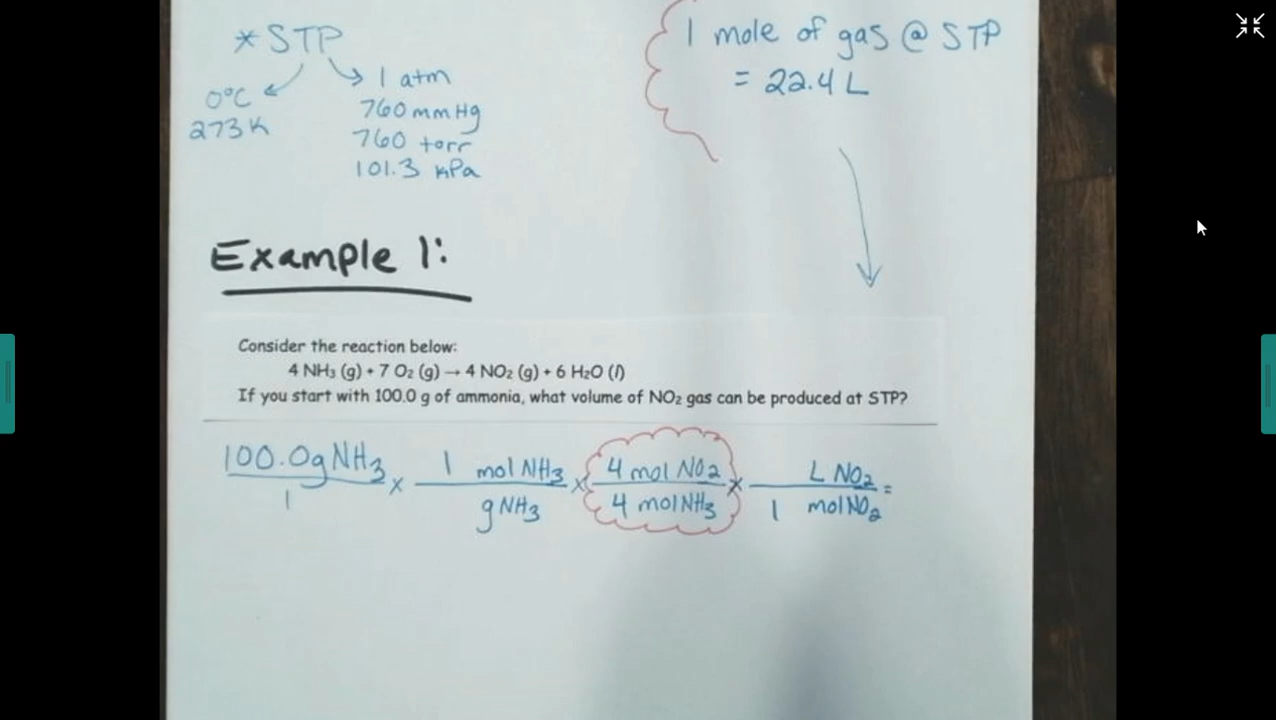 *STP
0°C
273 K
1 atm
760 mm Hg
760 torr
101.3 kPa
1 mole of gas @ STP
= 22.4 L
Example 1:
Consider the reaction below:
4 NH₃ (g) + 7 O₂ (g) → 4 NO₂ (g) + 6 H₂O (l)
If you start with 100.0 g of ammonia, what volume of NO₂ gas can be produced at STP?
100.0g NH₃ × 1 mol NH₃ × 4 mol NO₂ × L NO₂ =
1 g NH₃ 4 mol NH₃ 1 mol NO₂